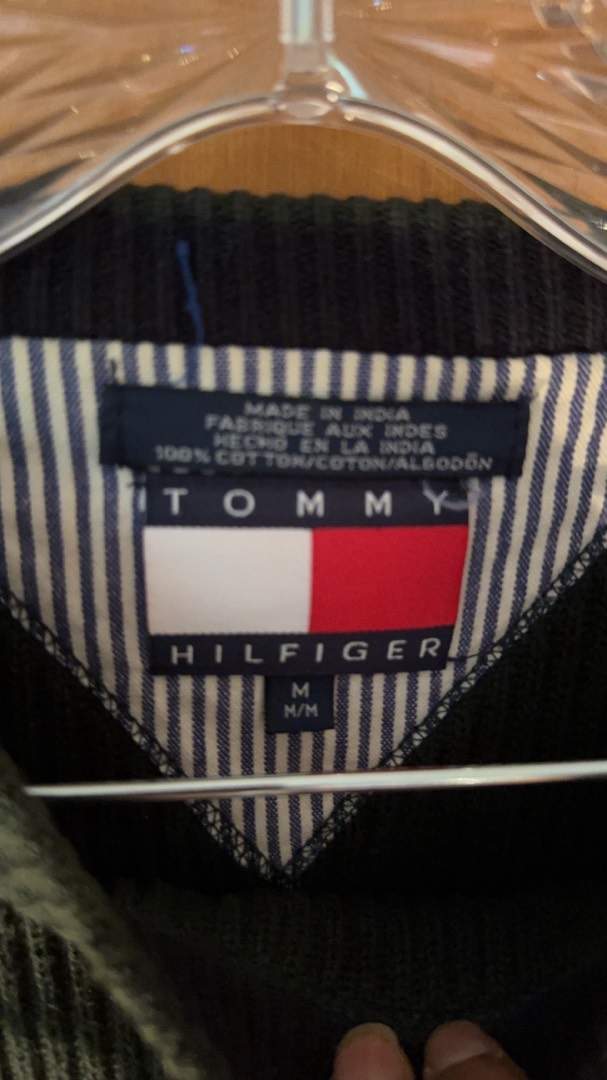 MADE IN INDIA
FABRIQUE AUX INDES
HECHO EN LA INDIA
100% COTTON/COTON/ALGODÓN
TOMMY
HILFIGER
M
M/M